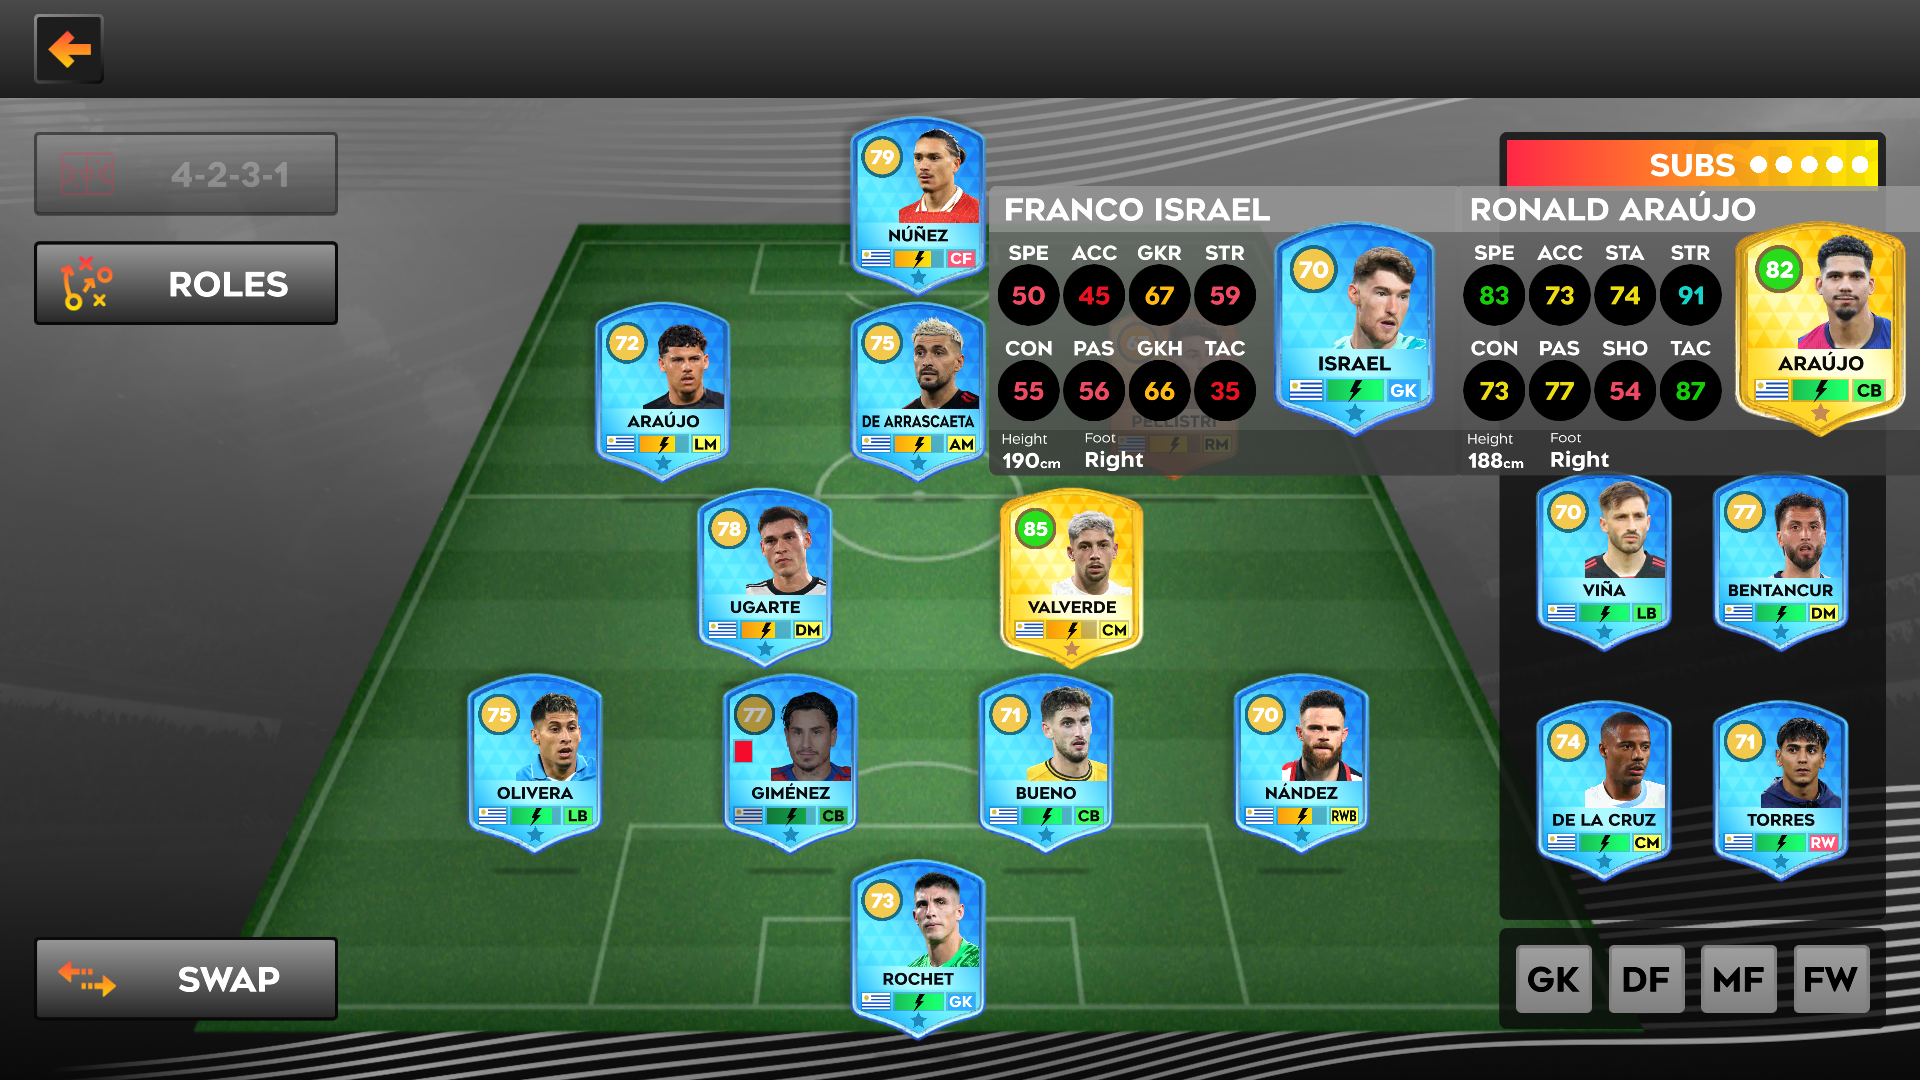 4-2-3-1
ROLES
SWAP
79
NÚÑEZ
CF
72
ARAÚJO
LM
75
DE ARRASCAETA
AM
PELLISTRI
RM
78
UGARTE
DM
85
VALVERDE
CM
75
OLIVERA
LB
77
GIMÉNEZ
CB
71
BUENO
CB
70
NÁNDEZ
RWB
73
ROCHET
GK
FRANCO ISRAEL
SPE ACC GKR STR
50 45 67 59
CON PAS GKH TAC
55 56 66 35
Height Foot
190cm Right
70
ISRAEL
GK
SUBS
RONALD ARAÚJO
SPE ACC STA STR
83 73 74 91
CON PAS SHO TAC
73 77 54 87
Height Foot
188cm Right
82
ARAÚJO
CB
70
VIÑA
LB
77
BENTANCUR
DM
74
DE LA CRUZ
CM
71
TORRES
RW
GK DF MF FW